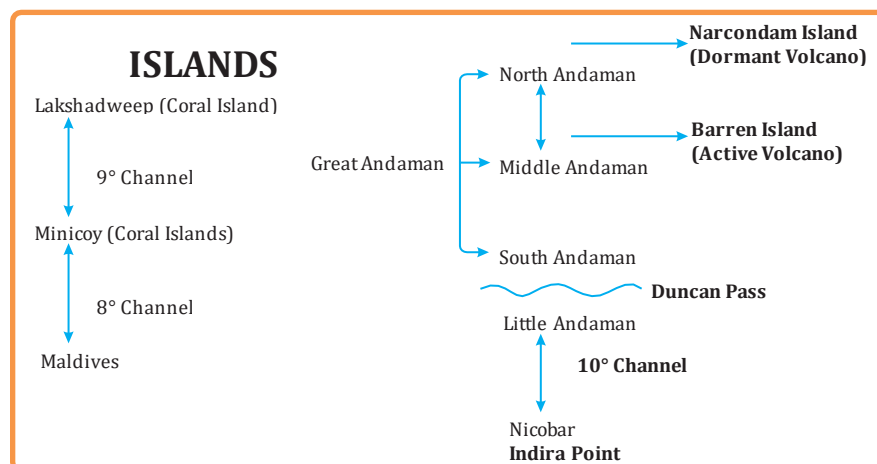 ISLANDS
Lakshadweep (Coral Island)
9° Channel
Minicoy (Coral Islands)
8° Channel
Maldives
Great Andaman
North Andaman
Narcondam Island
(Dormant Volcano)
Middle Andaman
Barren Island
(Active Volcano)
South Andaman
Duncan Pass
Little Andaman
10° Channel
Nicobar
Indira Point